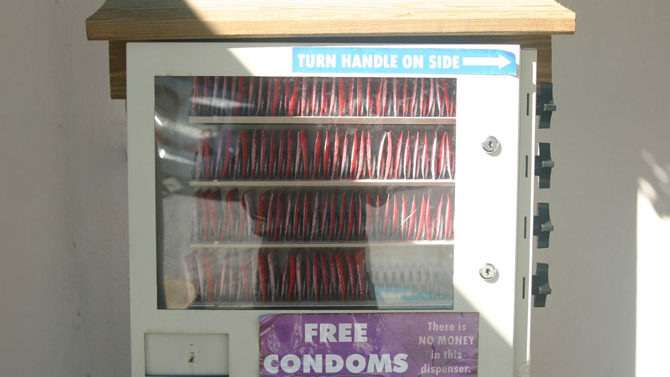 TURN HANDLE ON SIDE
FREE
CONDOMS
There is
NO MONEY
in this
dispenser.